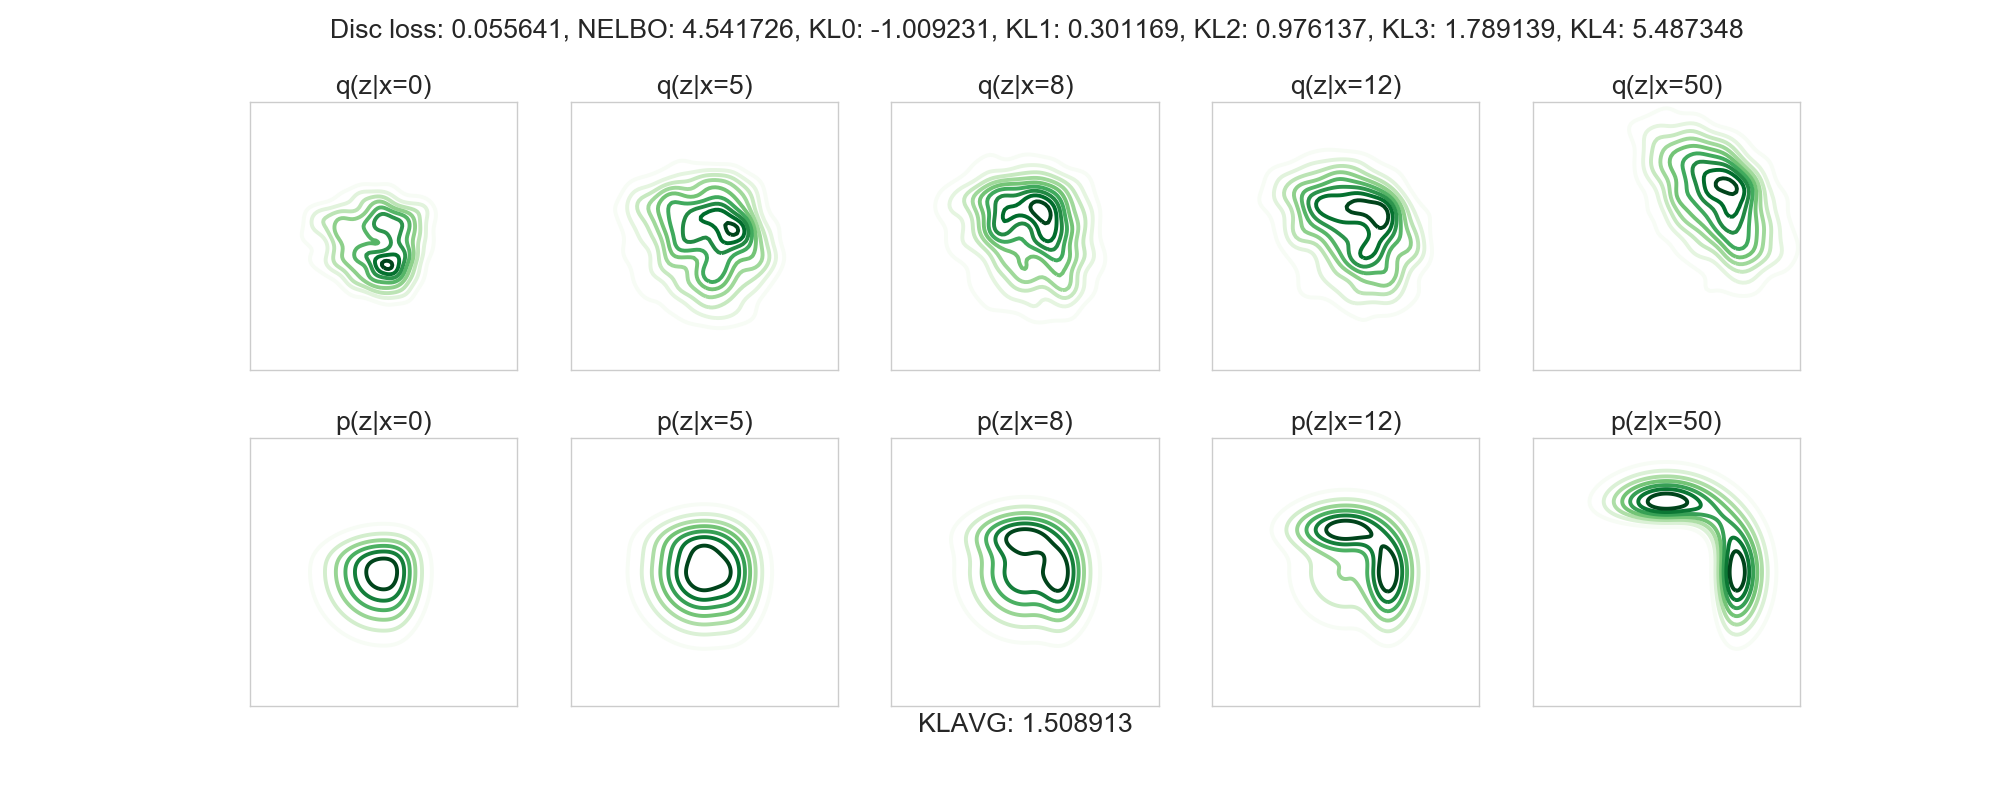 Disc loss: 0.055641, NELBO: 4.541726, KL0: -1.009231, KL1: 0.301169, KL2: 0.976137, KL3: 1.789139, KL4: 5.487348
q(z|x=0) q(z|x=5) q(z|x=8) q(z|x=12) q(z|x=50)
p(z|x=0) p(z|x=5) p(z|x=8) p(z|x=12) p(z|x=50)
KLAVG: 1.508913